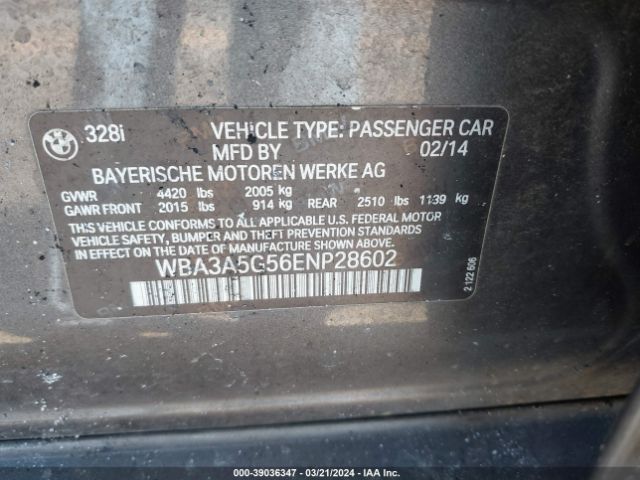 328i VEHICLE TYPE: PASSENGER CAR
MFD BY 02/14
BAYERISCHE MOTOREN WERKE AG
GVWR 4420 lbs 2005 kg
GAWR FRONT 2015 lbs 914 kg REAR 2510 lbs 1139 kg
THIS VEHICLE CONFORMS TO ALL APPLICABLE U.S. FEDERAL MOTOR
VEHICLE SAFETY, BUMPER, AND THEFT PREVENTION STANDARDS
IN EFFECT ON THE DATE OF MANUFACTURE SHOWN ABOVE.
WBA3A5G56ENP28602
2 122 606
000-39036347 - 03/21/2024 - IAA Inc.